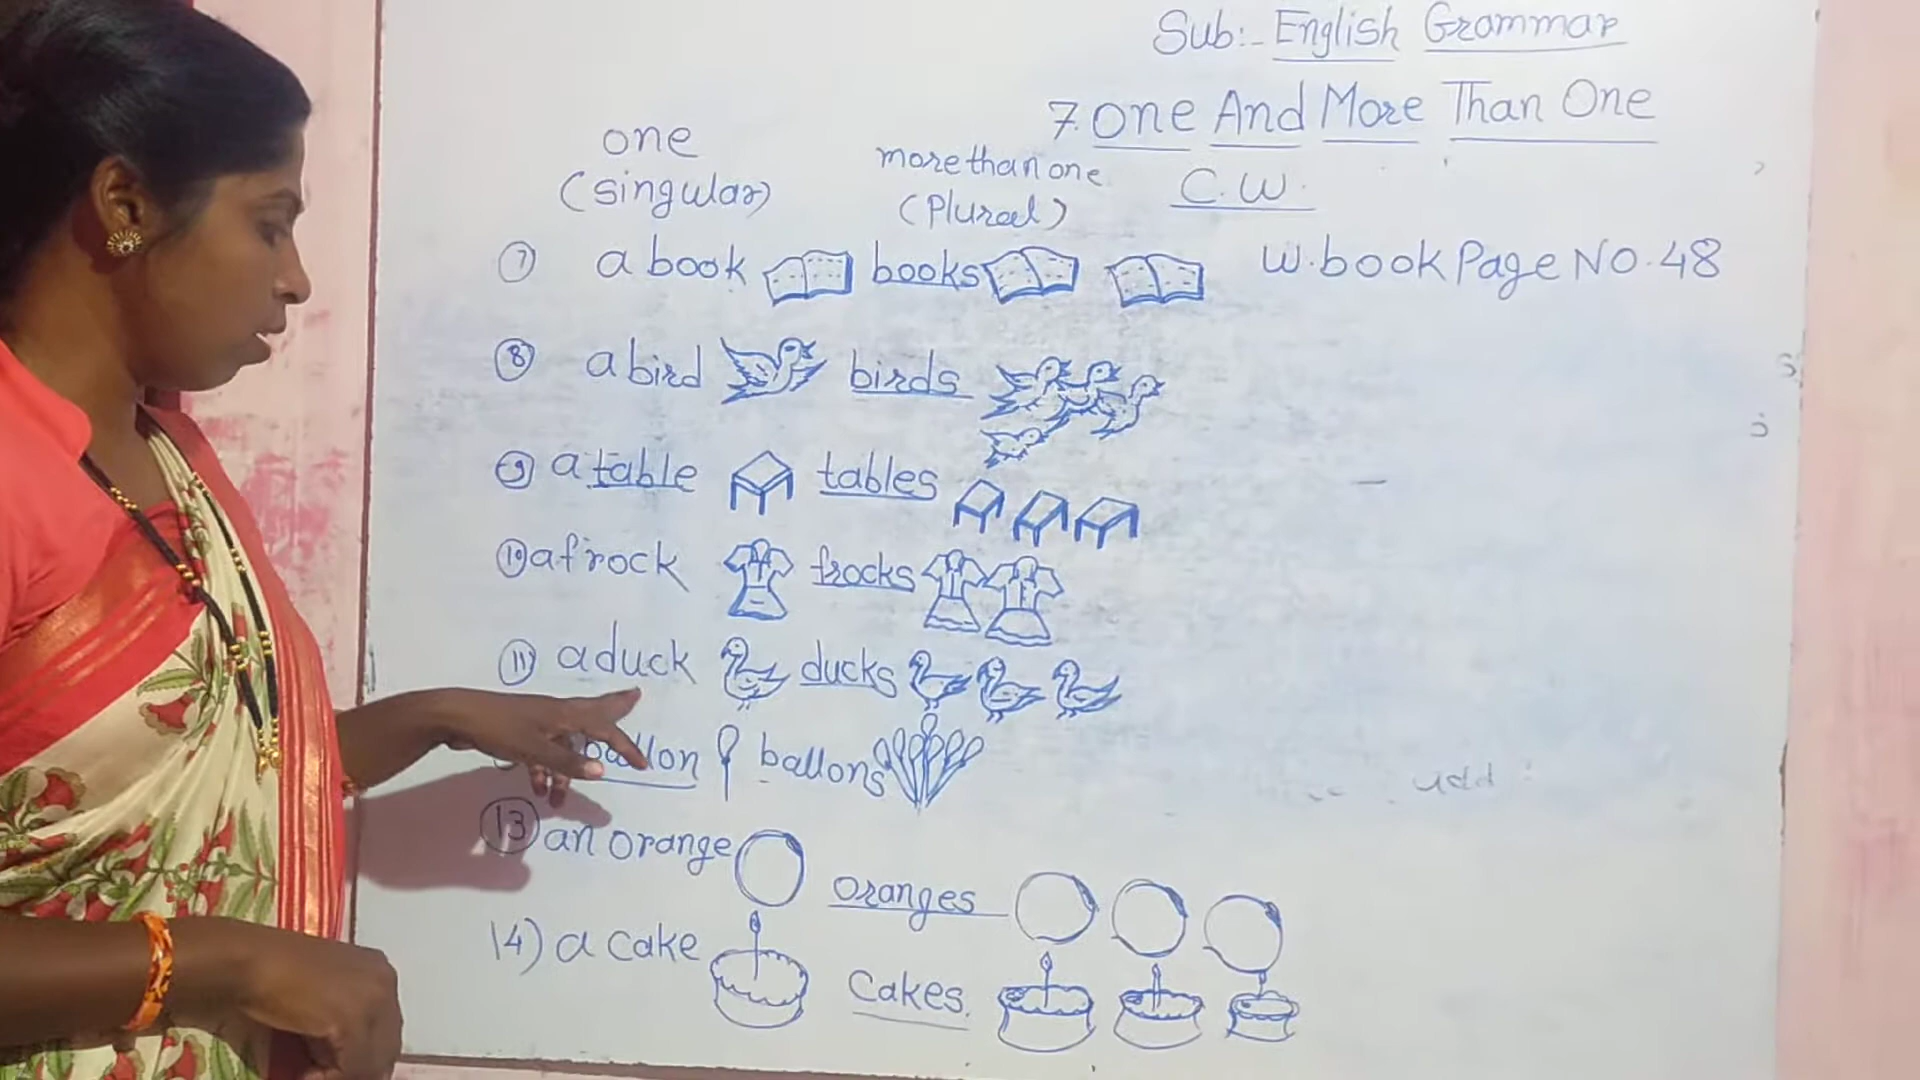 Sub:- English Grammar
7. One And More Than One
one
more than one
C.W.
(singular)
(Plural)
7 a book books W.book Page No.48
8 a bird birds
9 a table tables
10 a frock frocks
11 a duck ducks
ballon ballons
13 an orange
oranges
14) a cake
Cakes.